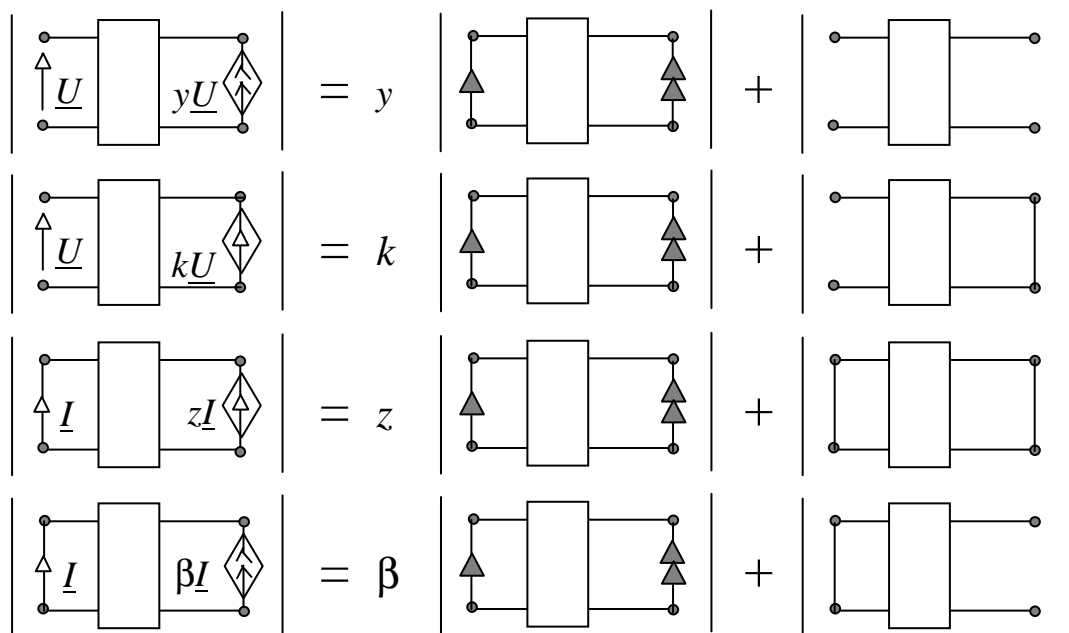 U yU = y +
U kU = k +
I zI = z +
I βI = β +